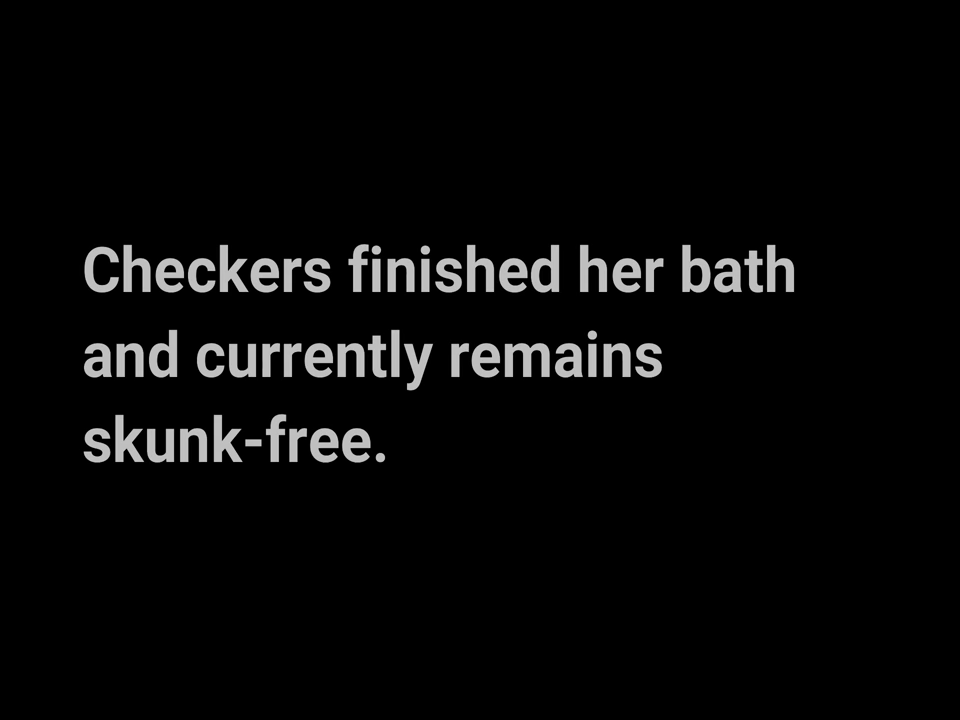 Checkers finished her bath
and currently remains
skunk-free.